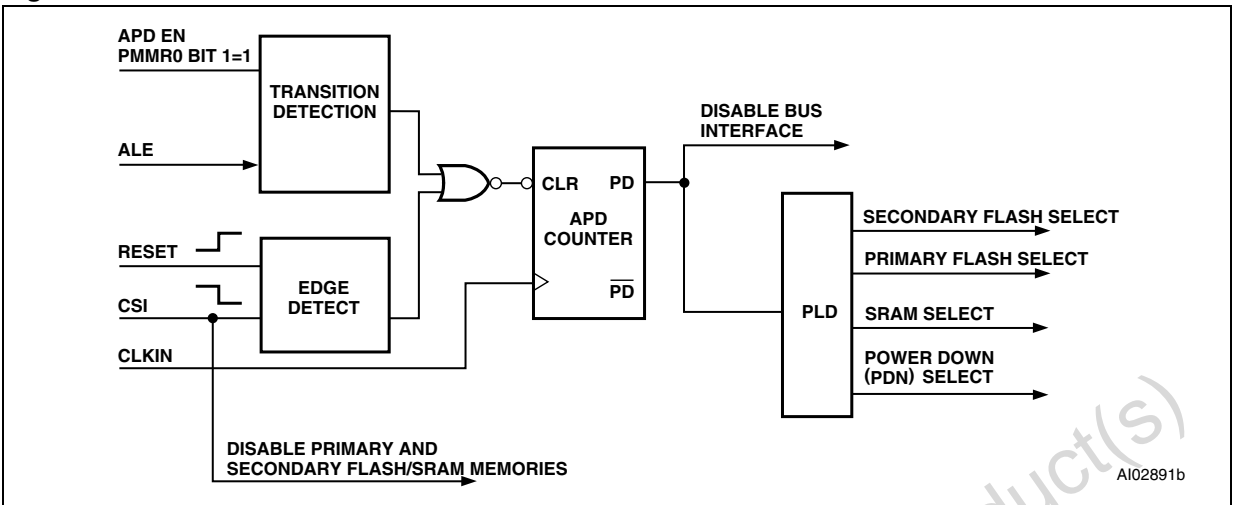 APD EN
PMMR0 BIT 1=1
TRANSITION
DETECTION
ALE
RESET
CSI
CLKIN
EDGE
DETECT
CLR PD
APD
COUNTER
PD
DISABLE BUS
INTERFACE
PLD
SECONDARY FLASH SELECT
PRIMARY FLASH SELECT
SRAM SELECT
POWER DOWN
(PDN) SELECT
DISABLE PRIMARY AND
SECONDARY FLASH/SRAM MEMORIES
AI02891b